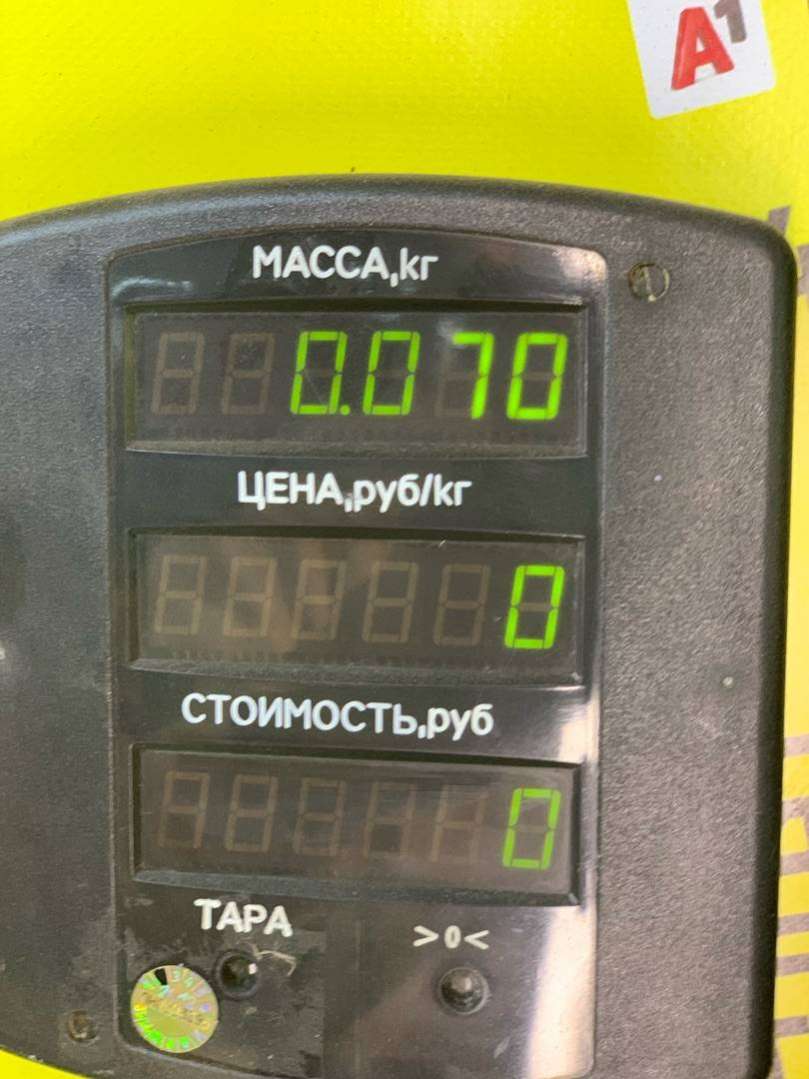 A1
МАССА,кг
0.070
ЦЕНА,руб/кг
0
СТОИМОСТЬ,руб
0
ТАРА
>0<